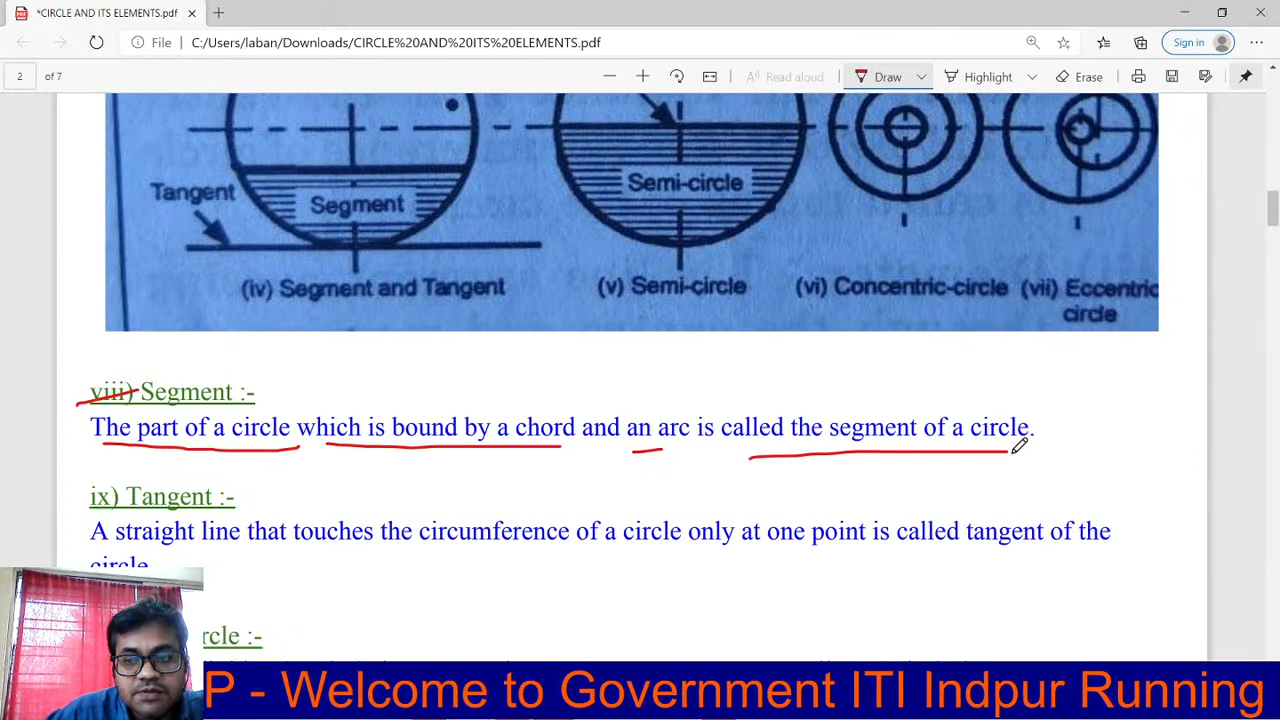 *CIRCLE AND ITS ELEMENTS.pdf
File C:/Users/laban/Downloads/CIRCLE%20AND%20ITS%20ELEMENTS.pdf Sign in
2 of 7 Read aloud Draw Highlight Erase
Tangent
Segment
Semi-circle
(iv) Segment and Tangent (v) Semi-circle (vi) Concentric-circle (vii) Eccentric
circle
viii) Segment :-
The part of a circle which is bound by a chord and an arc is called the segment of a circle.
ix) Tangent :-
A straight line that touches the circumference of a circle only at one point is called tangent of the
circle
rcle :-
P - Welcome to Government ITI Indpur Running